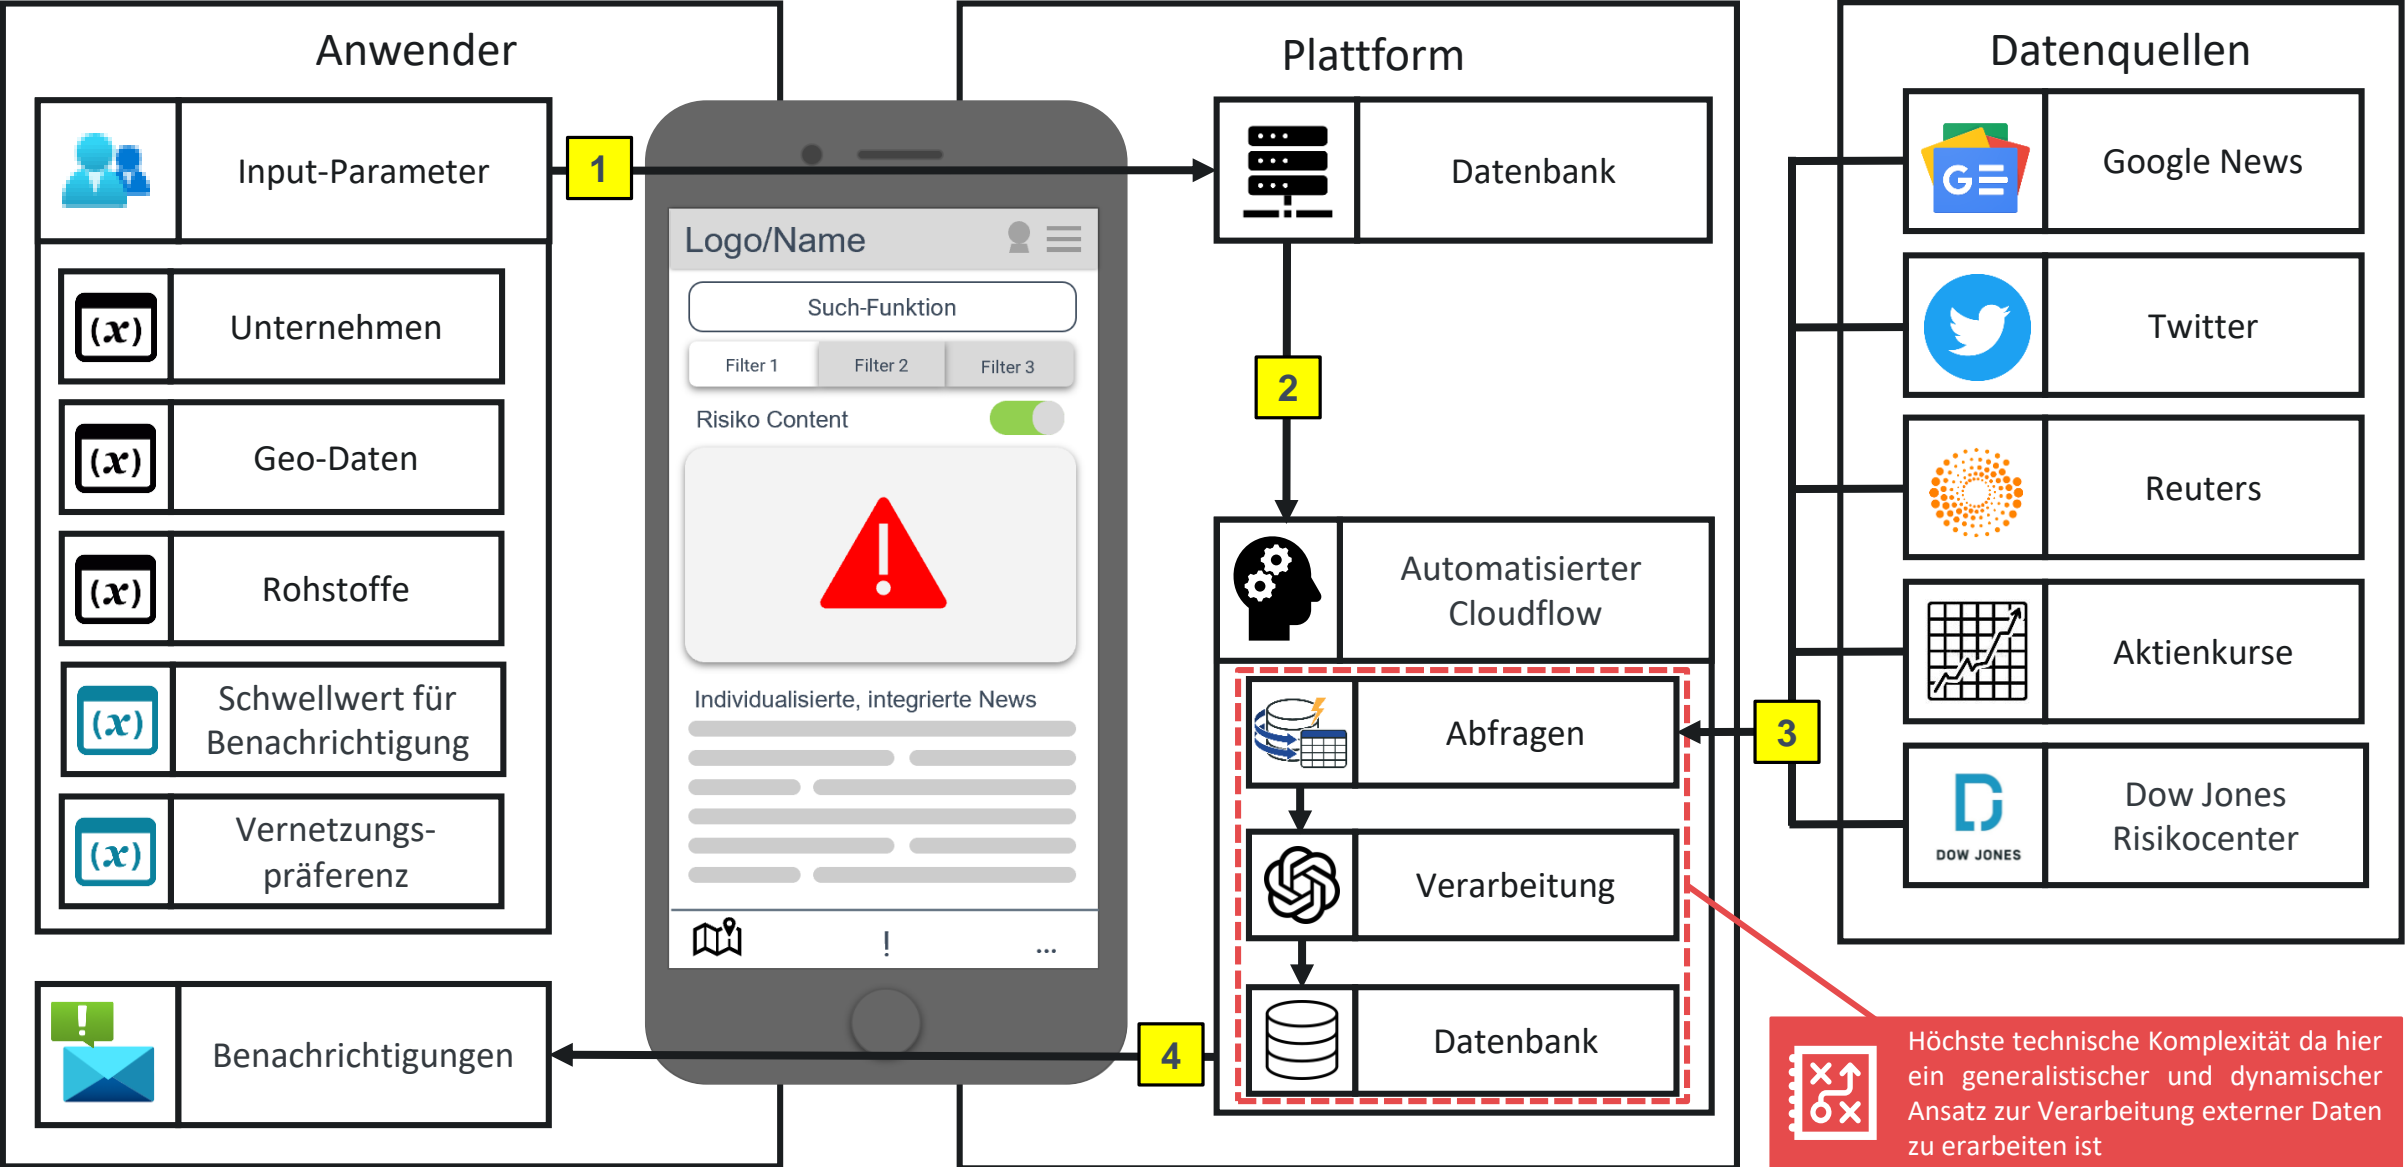 Anwender
Input-Parameter
(x)
Unternehmen
(x)
Geo-Daten
(x)
Rohstoffe
(x)
Schwellwert für
Benachrichtigung
(x)
Vernetzungs-
präferenz
!
Benachrichtigungen
1
Logo/Name
Such-Funktion
Filter 1
Filter 2
Filter 3
Risiko Content
!
Individualisierte, integrierte News
!
...
Plattform
Datenbank
2
Automatisierter
Cloudflow
Abfragen
Verarbeitung
Datenbank
3
4
Datenquellen
G
Google News
Twitter
Reuters
Aktienkurse
DOW JONES
Dow Jones
Risikocenter
Höchste technische Komplexität da hier
ein generalistischer und dynamischer
Ansatz zur Verarbeitung externer Daten
zu erarbeiten ist